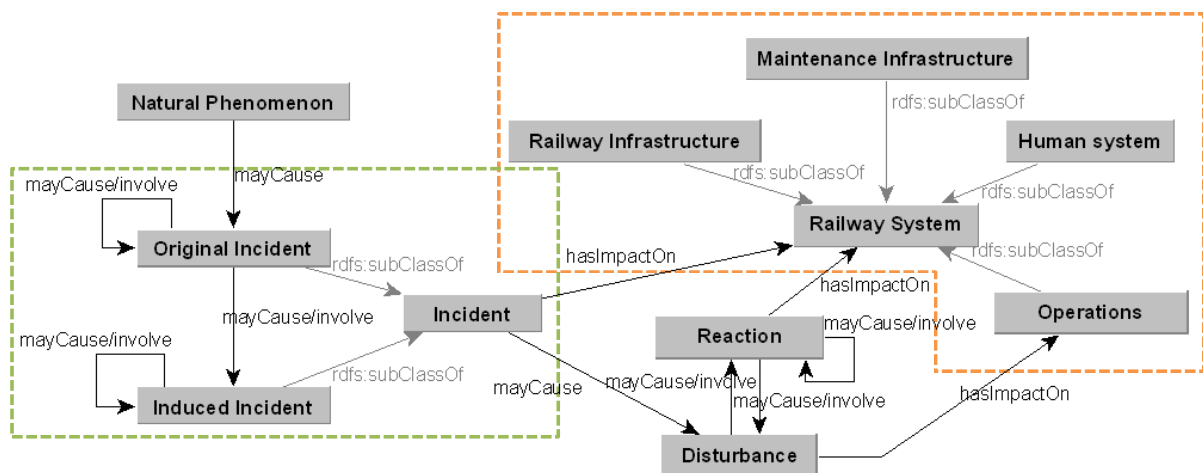 Maintenance Infrastructure
Natural Phenomenon
rdfs:subClassOf
Railway Infrastructure
Human system
mayCause
rdfs:subClassOf
rdfs:subClassOf
mayCause/involve
Railway System
Original Incident
hasImpactOn
rdfs:subClassOf
rdfs:subClassOf
hasImpactOn
Incident
Operations
mayCause/involve
Reaction
mayCause/involve
mayCause/involve
rdfs:subClassOf
mayCause
mayCause/involve
mayCause/involve
hasImpactOn
Induced Incident
Disturbance